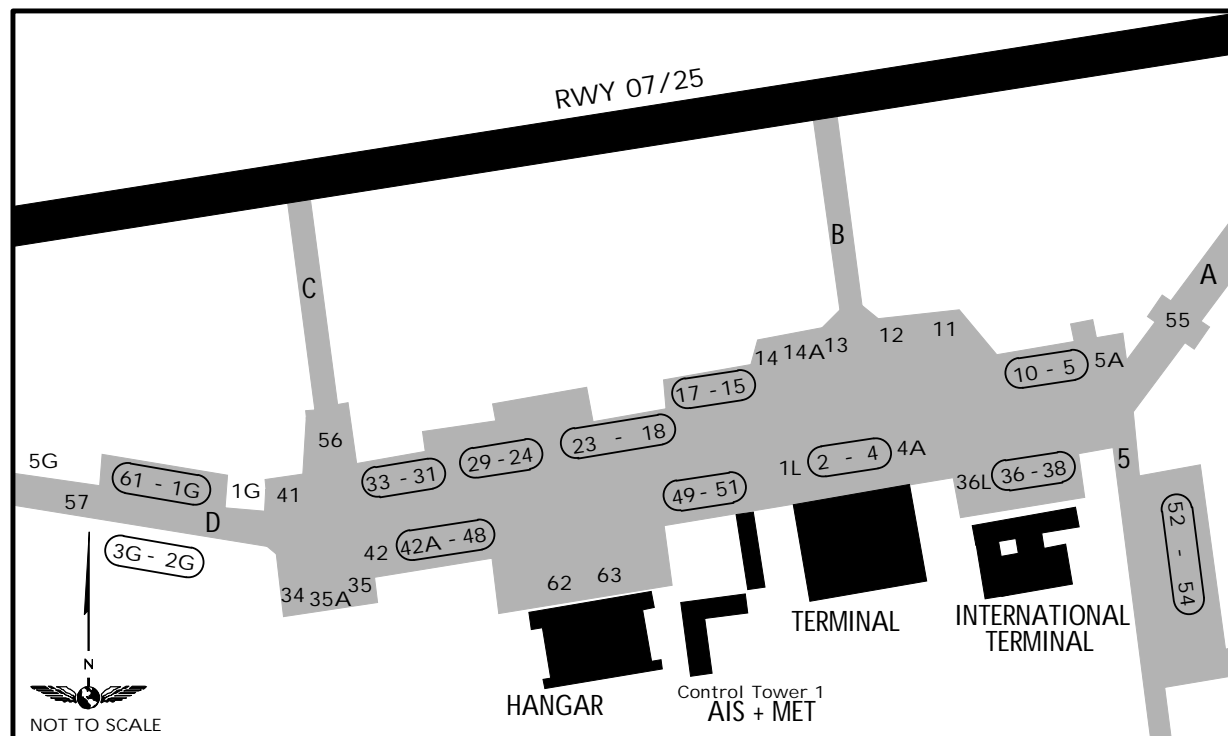 RWY 07/25
B
A
C
55
11
12
13
14A
14
10 - 5
5A
17 - 15
23 - 18
56
29 - 24
33 - 31
4A
2 - 4
1L
5
5G
61 - 1G
1G
41
57
36L
36 - 38
49 - 51
D
52 - 54
42A - 48
42
3G - 2G
63
62
35
35A
34
TERMINAL
INTERNATIONAL
TERMINAL
N
HANGAR
Control Tower 1
AIS + MET
NOT TO SCALE